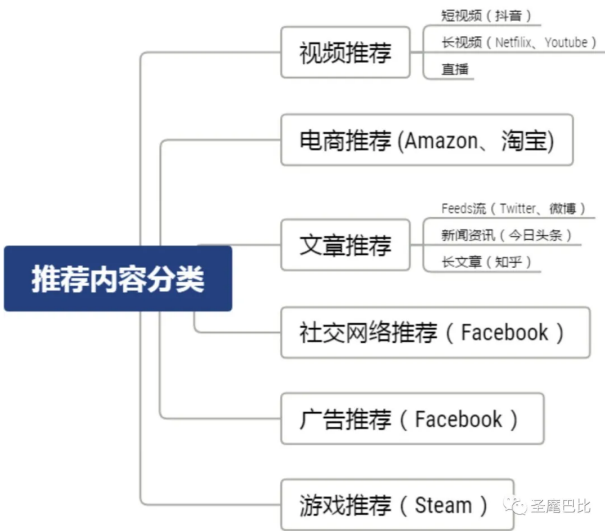 推荐内容分类
视频推荐
短视频（抖音）
长视频（Netfilix、Youtube）
直播
电商推荐 (Amazon、淘宝)
文章推荐
Feeds流（Twitter、微博）
新闻资讯（今日头条）
长文章（知乎）
社交网络推荐（Facebook）
广告推荐（Facebook）
游戏推荐（Steam）
圣魔巴比